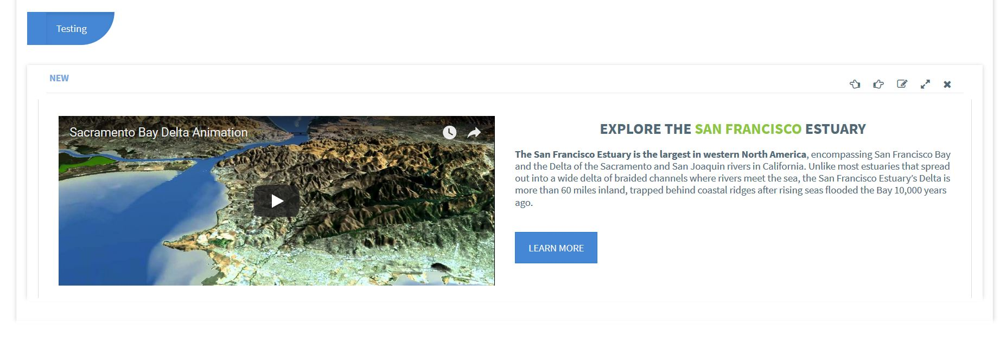 Testing
NEW
Sacramento Bay Delta Animation
EXPLORE THE SAN FRANCISCO ESTUARY
The San Francisco Estuary is the largest in western North America, encompassing San Francisco Bay
and the Delta of the Sacramento and San Joaquin rivers in California. Unlike most estuaries that spread
out into a wide delta of braided channels where rivers meet the sea, the San Francisco Estuary’s Delta is
more than 60 miles inland, trapped behind coastal ridges after rising seas flooded the Bay 10,000 years
ago.
LEARN MORE